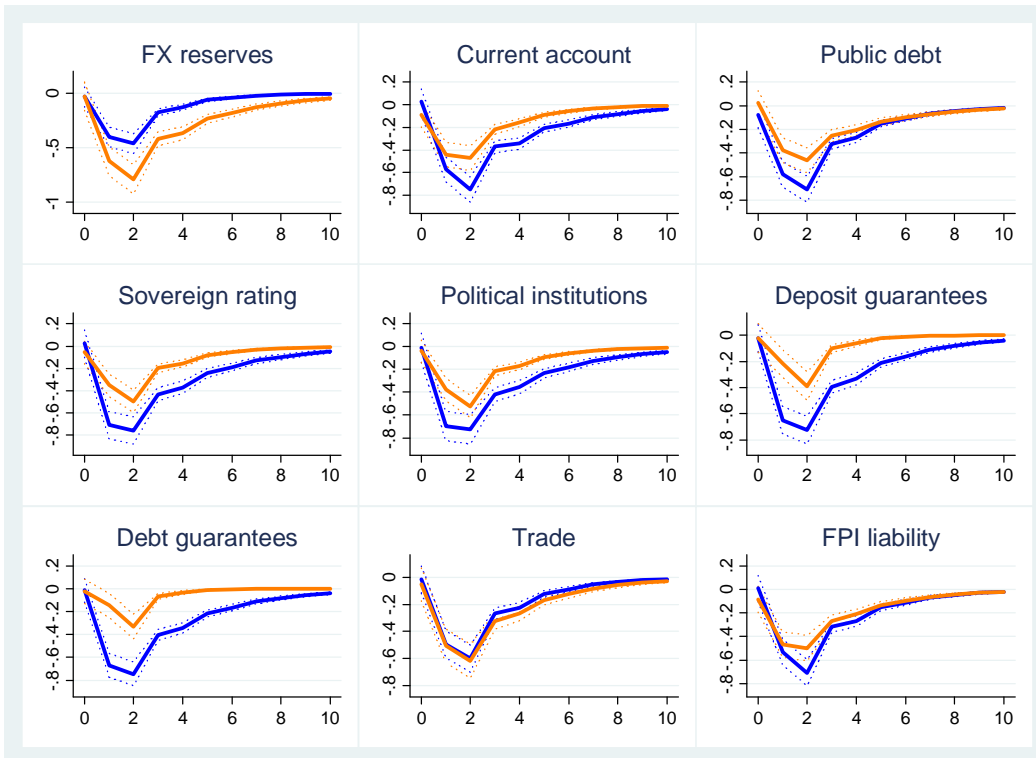 FX reserves
0
-.5
-1
0 2 4 6 8 10
Current account
.2
0
-.2
-.4
-.6
-.8
0 2 4 6 8 10
Public debt
.2
0
-.2
-.4
-.6
-.8
0 2 4 6 8 10
Sovereign rating
.2
0
-.2
-.4
-.6
-.8
0 2 4 6 8 10
Political institutions
.2
0
-.2
-.4
-.6
-.8
0 2 4 6 8 10
Deposit guarantees
0
-.2
-.4
-.6
-.8
0 2 4 6 8 10
Debt guarantees
.2
0
-.2
-.4
-.6
-.8
0 2 4 6 8 10
Trade
0
-.2
-.4
-.6
-.8
0 2 4 6 8 10
FPI liability
.2
0
-.2
-.4
-.6
-.8
0 2 4 6 8 10